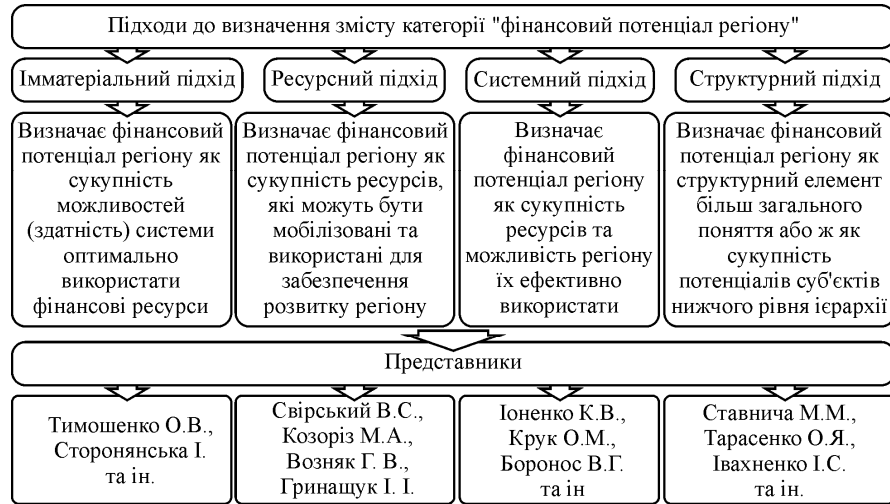 Підходи до визначення змісту категорії "фінансовий потенціал регіону"
Імматеріальний підхід
Ресурсний підхід
Системний підхід
Структурний підхід
Визначає фінансовий
потенціал регіону як
сукупність
можливостей
(здатність) системи
оптимально
використати
фінансові ресурси
Визначає фінансовий
потенціал регіону як
сукупність ресурсів,
які можуть бути
мобілізовані та
використані для
забезпечення
розвитку регіону
Визначає
фінансовий
потенціал регіону
як сукупність
ресурсів та
можливість регіону
їх ефективно
використати
Визначає фінансовий
потенціал регіону як
структурний елемент
більш загального
поняття або ж як
сукупність
потенціалів суб'єктів
нижчого рівня ієрархії
Представники
Тимошенко О.В.,
Сторонянська І.
та ін.
Свірський В.С.,
Козоріз М.А.,
Возняк Г. В.,
Гринащук І. І.
Іоненко К.В.,
Крук О.М.,
Боронос В.Г.
та ін
Ставнича М.М.,
Тарасенко О.Я.,
Івахненко І.С.
та ін.